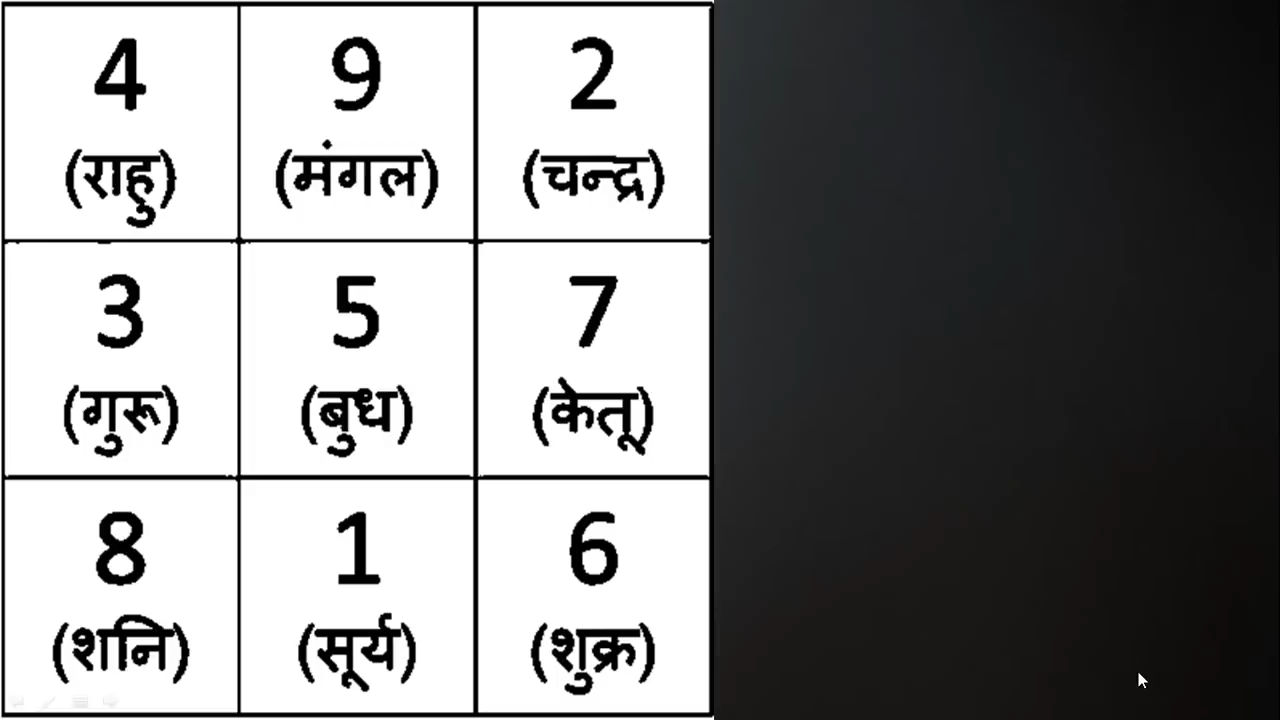 4 9 2
(राहु) (मंगल) (चन्द्र)
3 5 7
(गुरू) (बुध) (केतू)
8 1 6
(शनि) (सूर्य) (शुक्र)